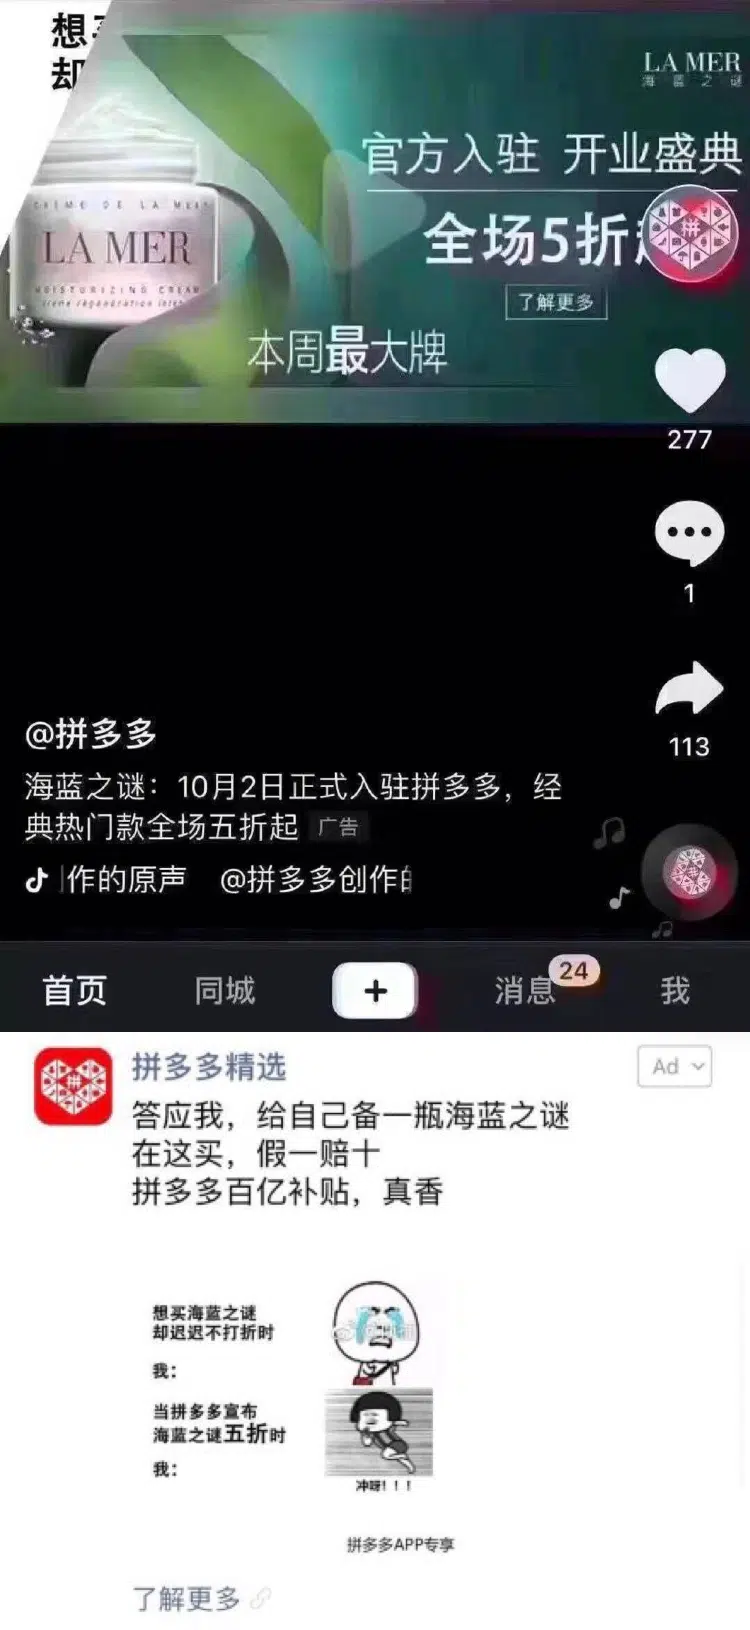 想
却
LA MER
海蓝之谜
官方入驻 开业盛典
全场5折
拼
CRÈME DE LA MER
LA MER
MOISTURIZING CREAM
了解更多
本周最大牌
277
1
113
@拼多多
海蓝之谜：10月2日正式入驻拼多多，经
典热门款全场五折起 广告
作的原声 @拼多多创作的
首页 同城 + 消息 24 我
拼
拼多多精选
Ad
答应我，给自己备一瓶海蓝之谜
在这买，假一赔十
拼多多百亿补贴，真香
想买海蓝之谜
却迟迟不打折时
我：
当拼多多宣布
海蓝之谜五折时
我：
冲呀！！！
拼多多APP专享
了解更多